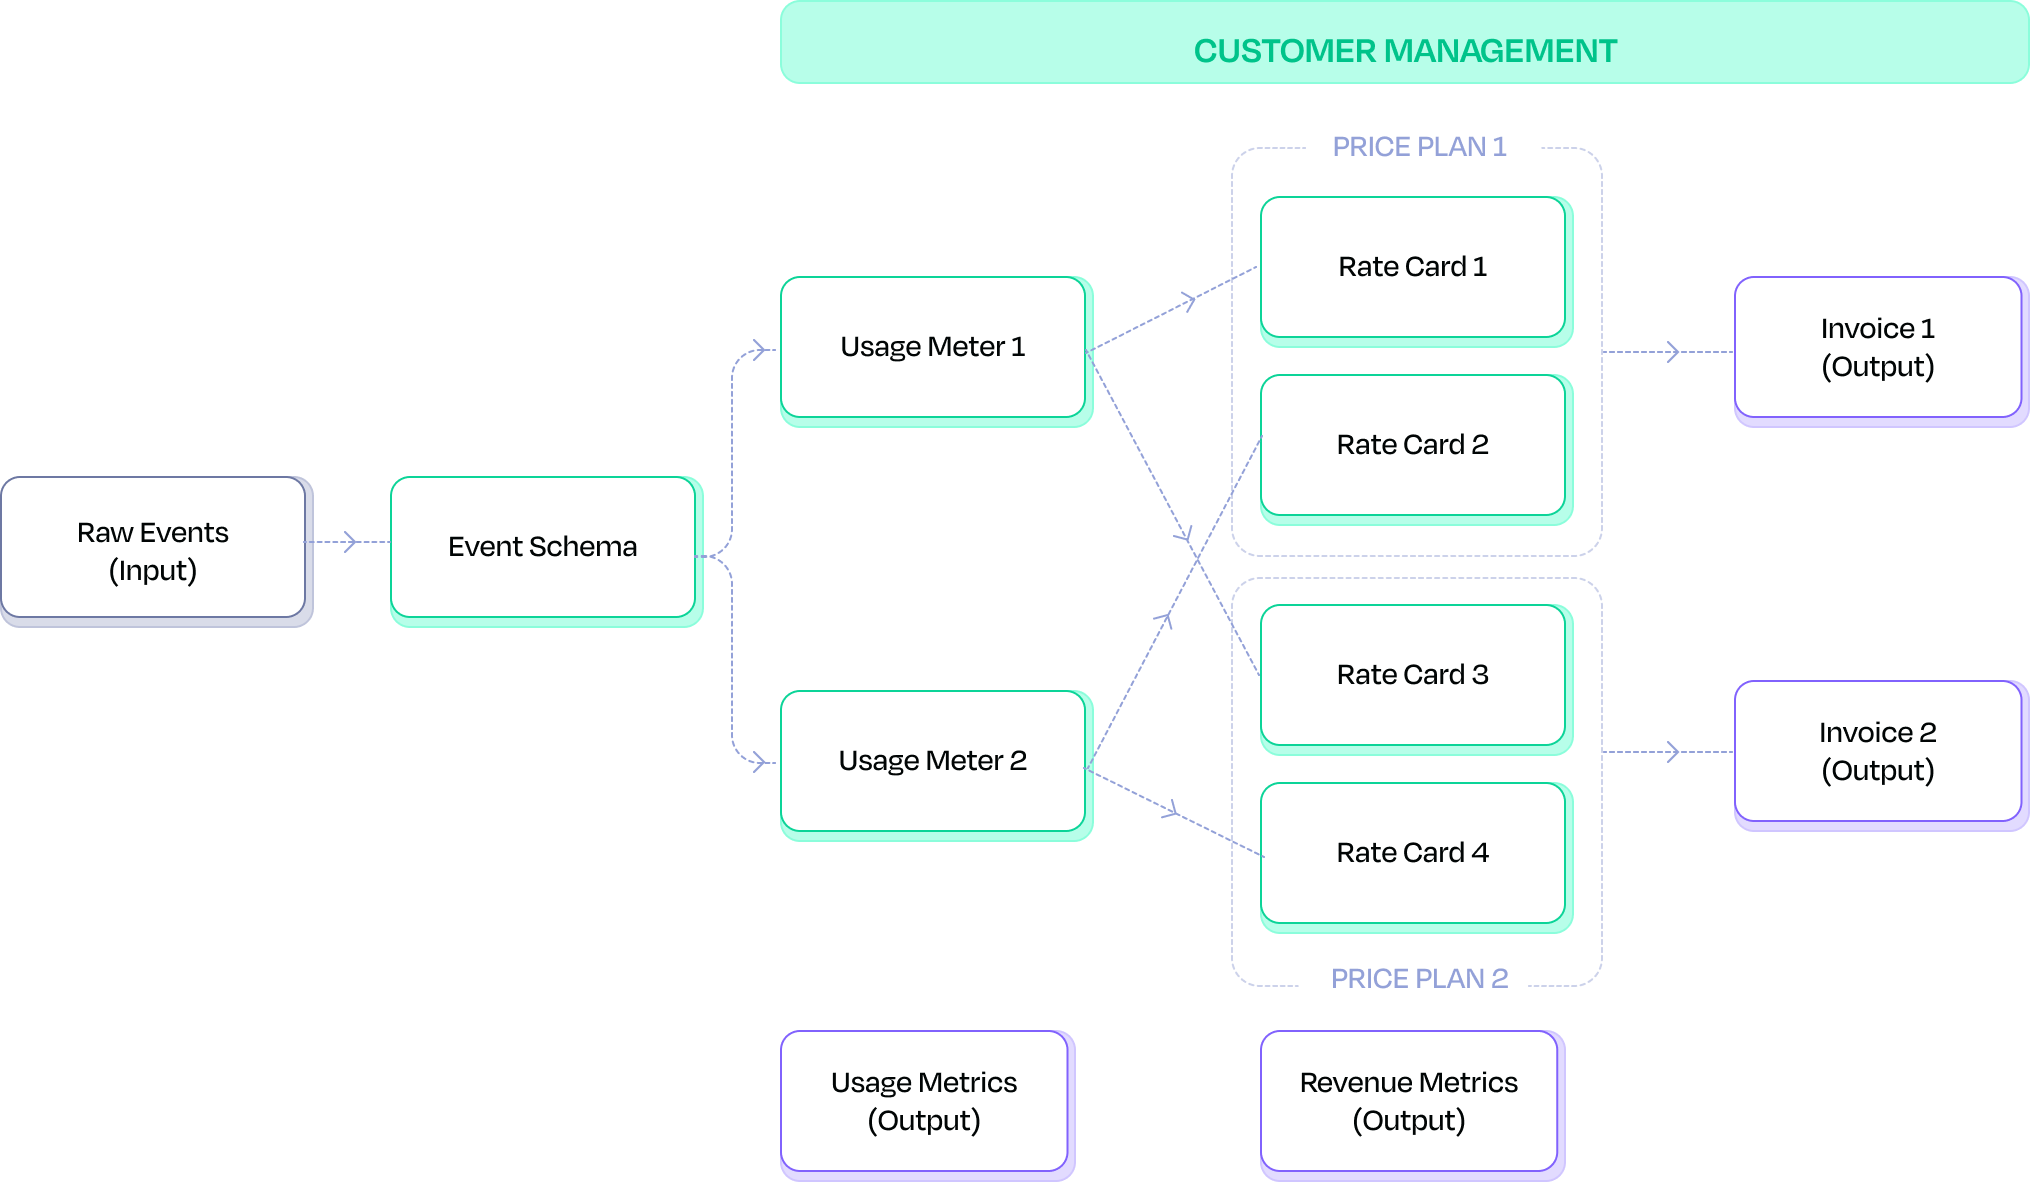 CUSTOMER MANAGEMENT
PRICE PLAN 1
Rate Card 1
Usage Meter 1
Invoice 1
(Output)
Rate Card 2
Raw Events
(Input)
Event Schema
Rate Card 3
Usage Meter 2
Invoice 2
(Output)
Rate Card 4
PRICE PLAN 2
Usage Metrics
(Output)
Revenue Metrics
(Output)